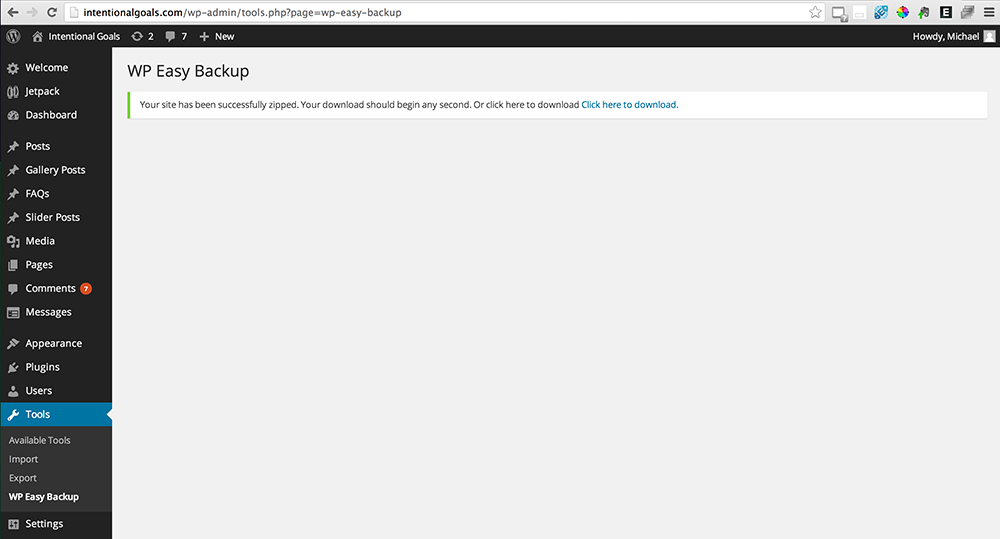 intentionalgoals.com/wp-admin/tools.php?page=wp-easy-backup
Intentional Goals 2 7 New Howdy, Michael
Welcome
Jetpack
Dashboard
Posts
Gallery Posts
FAQs
Slider Posts
Media
Pages
Comments 7
Messages
Appearance
Plugins
Users
Tools
Available Tools
Import
Export
WP Easy Backup
Settings
WP Easy Backup
Your site has been successfully zipped. Your download should begin any second. Or click here to download Click here to download.